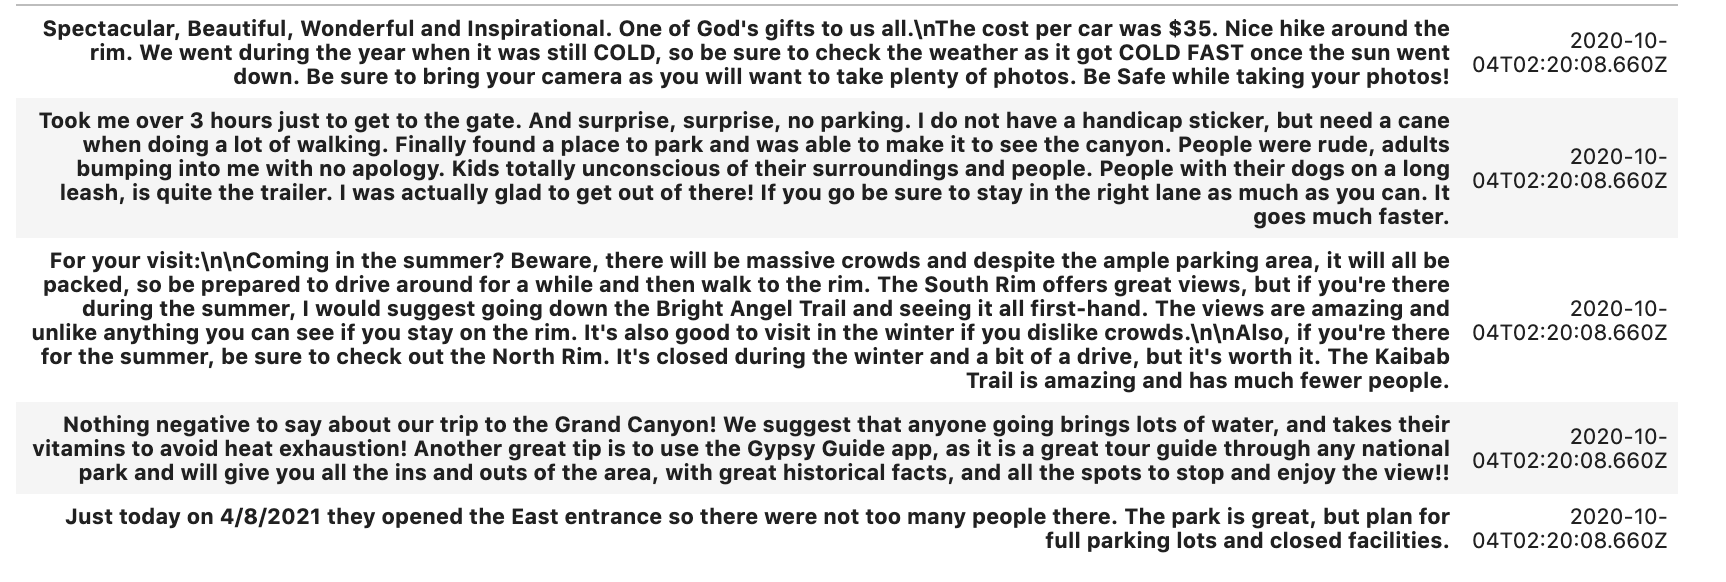 Spectacular, Beautiful, Wonderful and Inspirational. One of God's gifts to us all.\nThe cost per car was $35. Nice hike around the
rim. We went during the year when it was still COLD, so be sure to check the weather as it got COLD FAST once the sun went
down. Be sure to bring your camera as you will want to take plenty of photos. Be Safe while taking your photos!
2020-10-
04T02:20:08.660Z
Took me over 3 hours just to get to the gate. And surprise, surprise, no parking. I do not have a handicap sticker, but need a cane
when doing a lot of walking. Finally found a place to park and was able to make it to see the canyon. People were rude, adults
bumping into me with no apology. Kids totally unconscious of their surroundings and people. People with their dogs on a long
leash, is quite the trailer. I was actually glad to get out of there! If you go be sure to stay in the right lane as much as you can. It
goes much faster.
2020-10-
04T02:20:08.660Z
For your visit:\n\nComing in the summer? Beware, there will be massive crowds and despite the ample parking area, it will all be
packed, so be prepared to drive around for a while and then walk to the rim. The South Rim offers great views, but if you're there
during the summer, I would suggest going down the Bright Angel Trail and seeing it all first-hand. The views are amazing and
unlike anything you can see if you stay on the rim. It's also good to visit in the winter if you dislike crowds.\n\nAlso, if you're there
for the summer, be sure to check out the North Rim. It's closed during the winter and a bit of a drive, but it's worth it. The Kaibab
Trail is amazing and has much fewer people.
2020-10-
04T02:20:08.660Z
Nothing negative to say about our trip to the Grand Canyon! We suggest that anyone going brings lots of water, and takes their
vitamins to avoid heat exhaustion! Another great tip is to use the Gypsy Guide app, as it is a great tour guide through any national
park and will give you all the ins and outs of the area, with great historical facts, and all the spots to stop and enjoy the view!!
2020-10-
04T02:20:08.660Z
Just today on 4/8/2021 they opened the East entrance so there were not too many people there. The park is great, but plan for
full parking lots and closed facilities.
2020-10-
04T02:20:08.660Z